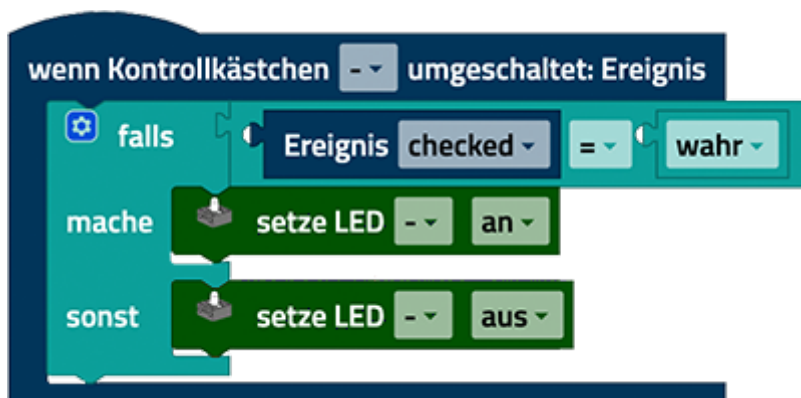 wenn Kontrollkästchen - umgeschaltet: Ereignis
falls Ereignis checked = wahr
mache setze LED - an
sonst setze LED - aus